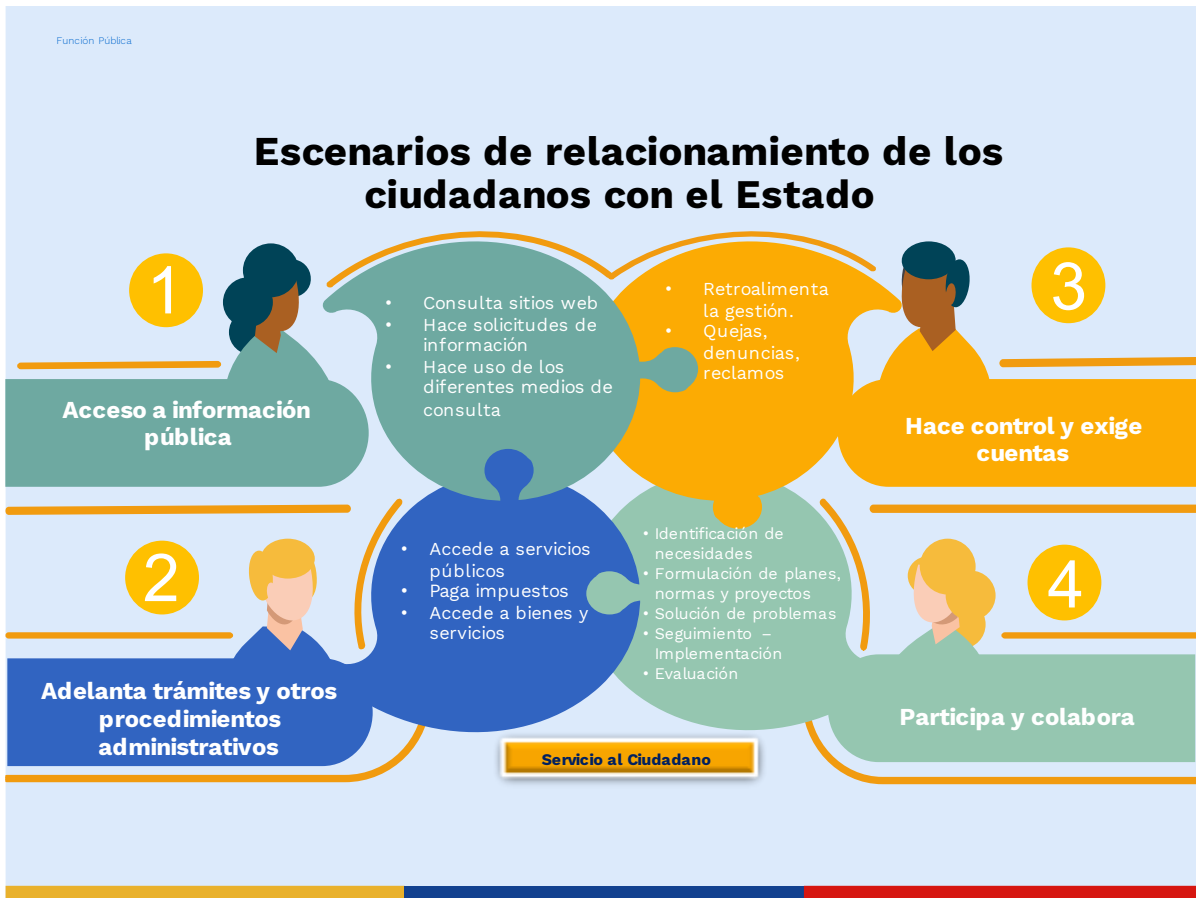 Función Pública
Escenarios de relacionamiento de los
ciudadanos con el Estado
1
Acceso a información
pública
• Consulta sitios web
• Hace solicitudes de
información
• Hace uso de los
diferentes medios de
consulta
2
Adelanta trámites y otros
procedimientos
administrativos
• Accede a servicios
públicos
• Paga impuestos
• Accede a bienes y
servicios
3
Hace control y exige
cuentas
• Retroalimenta
la gestión.
• Quejas,
denuncias,
reclamos
4
Participa y colabora
• Identificación de
necesidades
• Formulación de planes,
normas y proyectos
• Solución de problemas
• Seguimiento –
Implementación
• Evaluación
Servicio al Ciudadano